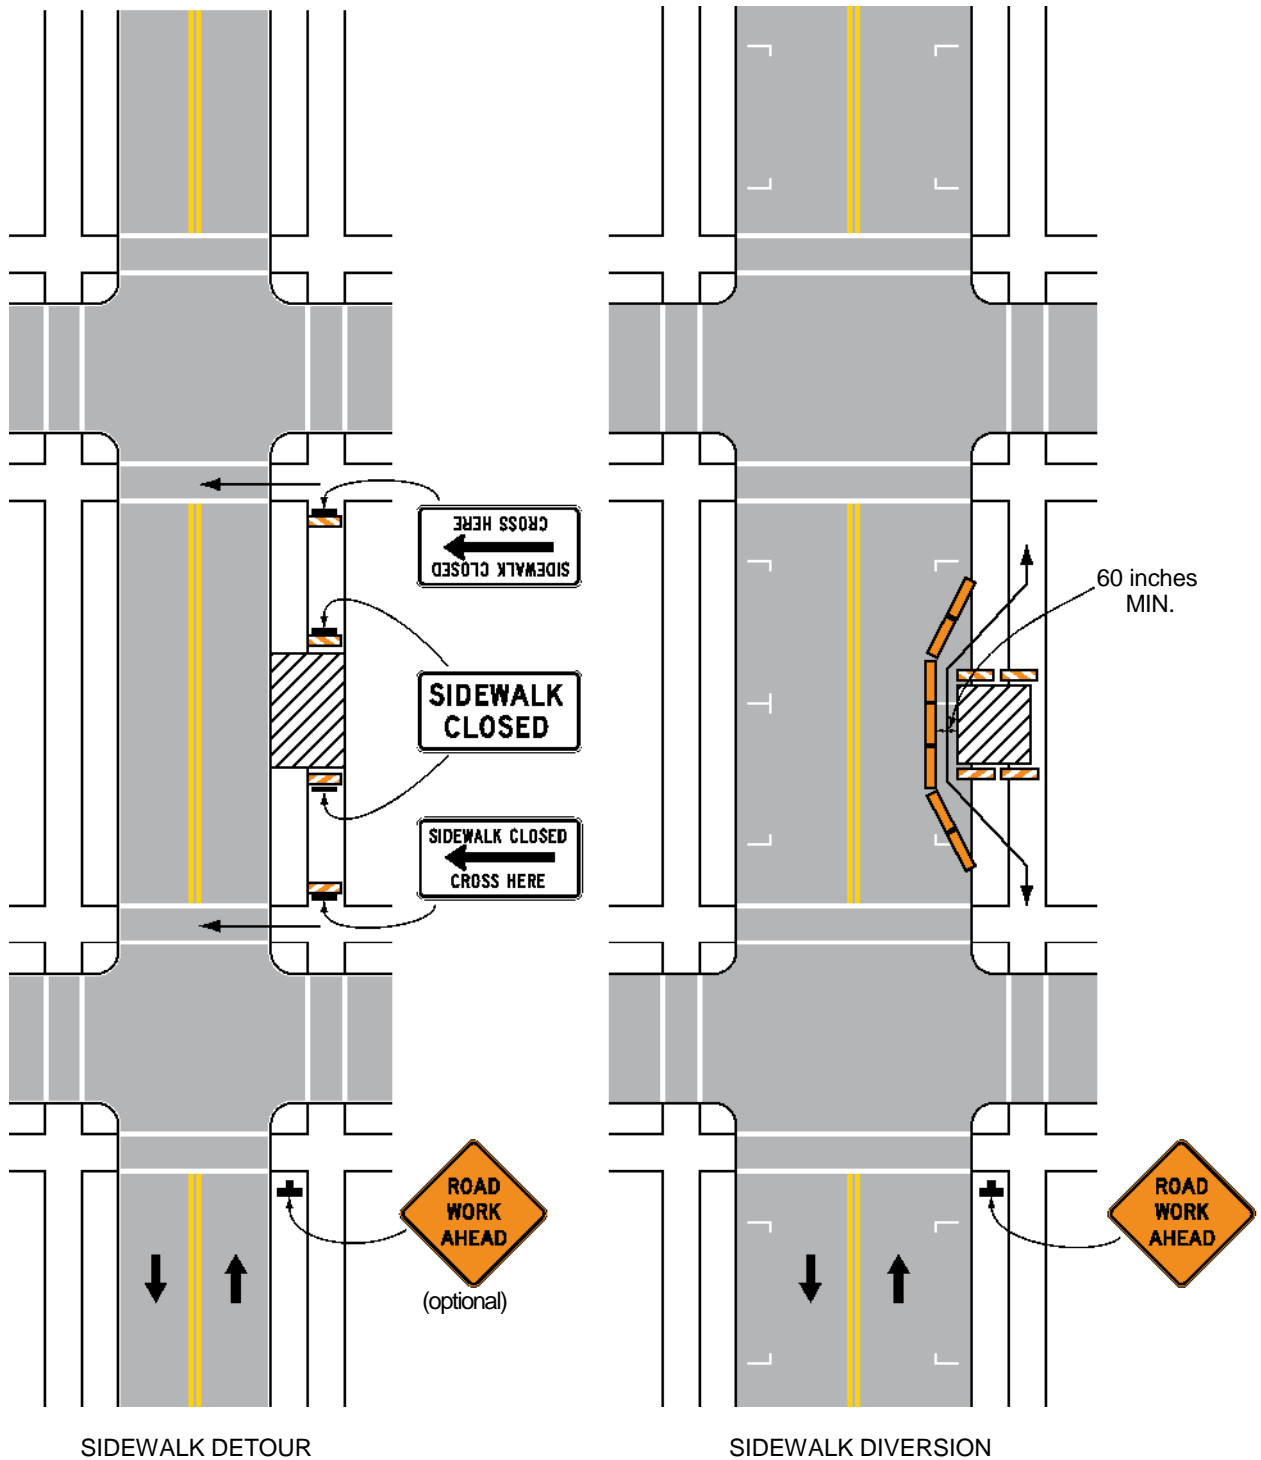 CROSS HERE
SIDEWALK CLOSED
60 inches
MIN.
SIDEWALK
CLOSED
SIDEWALK CLOSED
CROSS HERE
ROAD
WORK
AHEAD
(optional)
ROAD
WORK
AHEAD
SIDEWALK DETOUR
SIDEWALK DIVERSION